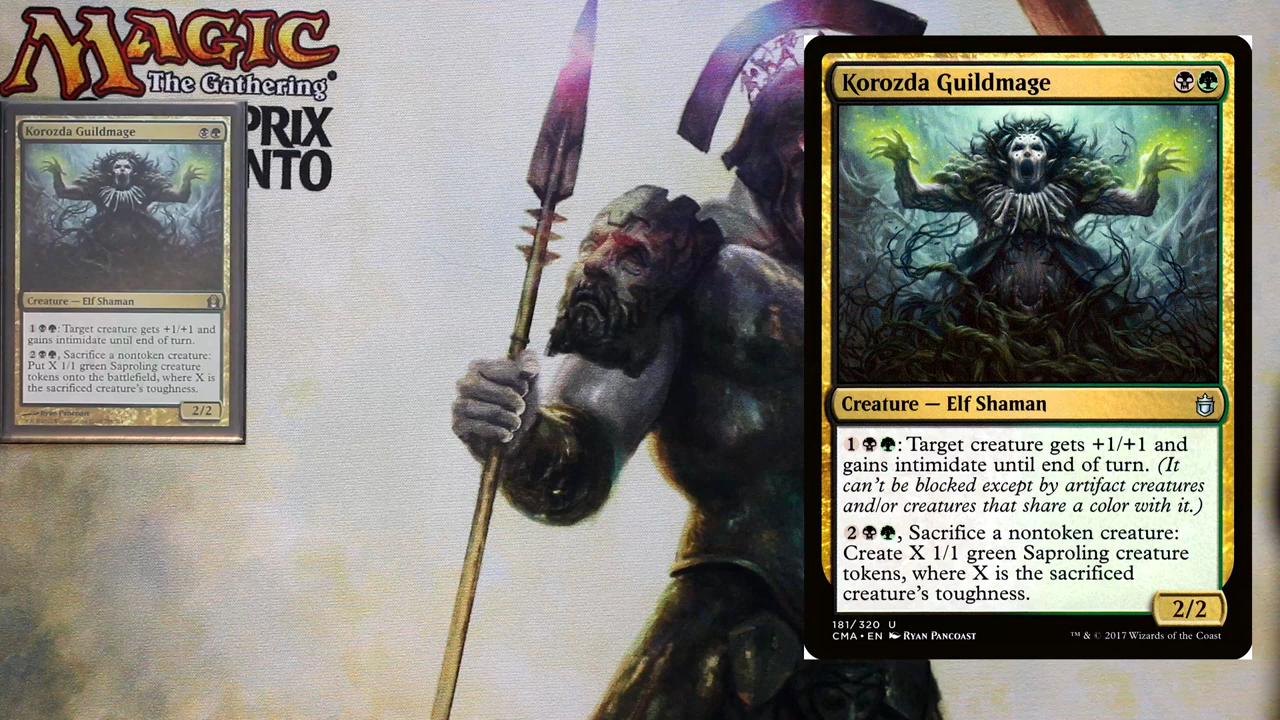 MAGIC
The Gathering®
PRIX
NTO
Korozda Guildmage
Creature — Elf Shaman
1: Target creature gets +1/+1 and
gains intimidate until end of turn.
2, Sacrifice a nontoken creature:
Put X 1/1 green Saproling creature
tokens onto the battlefield, where X is
the sacrificed creature's toughness.
Ryan Pancoast
2/2
Korozda Guildmage
Creature — Elf Shaman
1: Target creature gets +1/+1 and
gains intimidate until end of turn. (It
can't be blocked except by artifact creatures
and/or creatures that share a color with it.)
2, Sacrifice a nontoken creature:
Create X 1/1 green Saproling creature
tokens, where X is the sacrificed
creature's toughness.
2/2
181/320 U
CMA • EN Ryan Pancoast
™ & © 2017 Wizards of the Coast